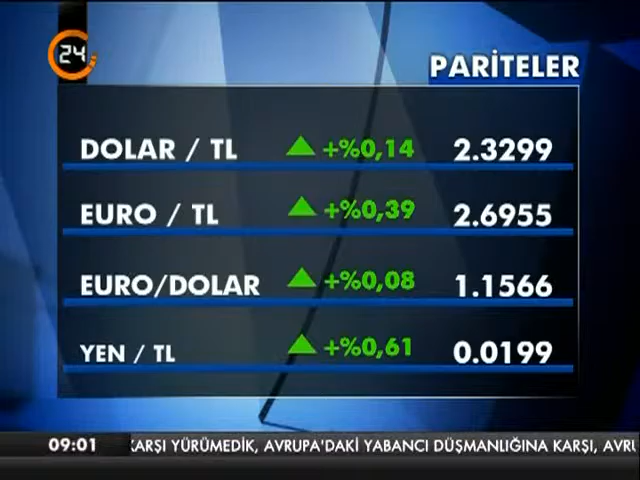 24
PARİTELER
DOLAR / TL +%0,14 2.3299
EURO / TL +%0,39 2.6955
EURO/DOLAR +%0,08 1.1566
YEN / TL +%0,61 0.0199
09:01 KARŞI YÜRÜMEDİK, AVRUPA'DAKİ YABANCI DÜŞMANLIĞINA KARŞI, AVRU